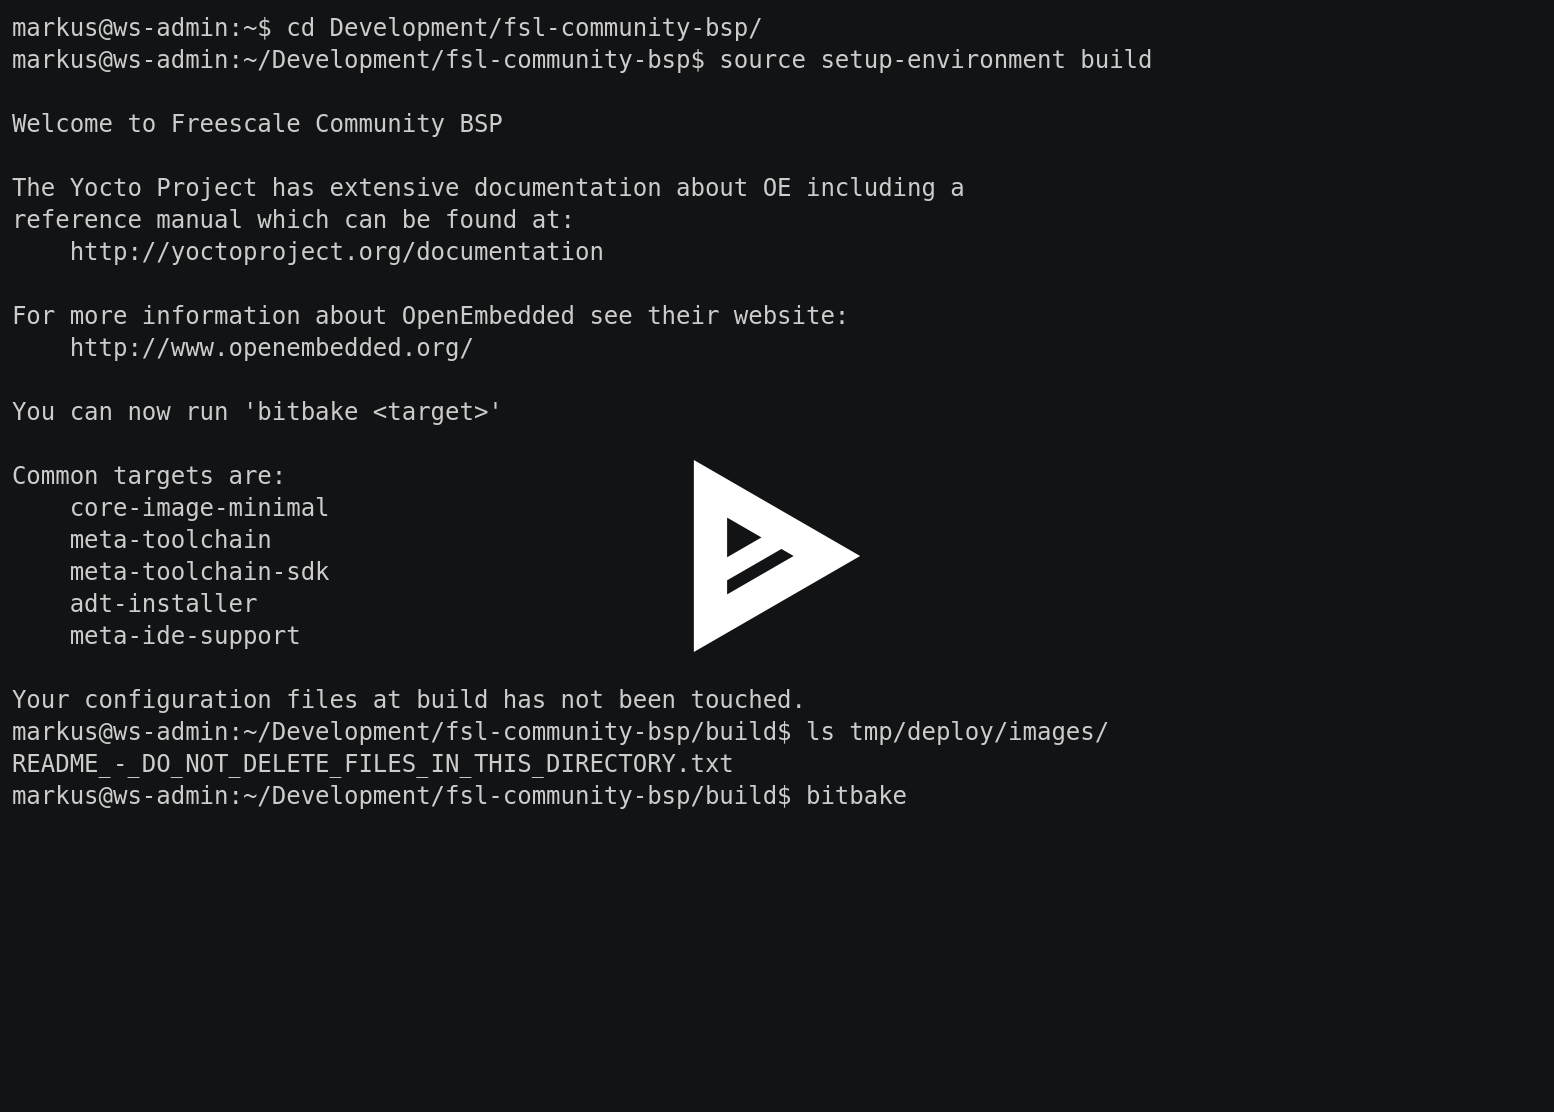 markus@ws-admin:~$ cd Development/fsl-community-bsp/
markus@ws-admin:~/Development/fsl-community-bsp$ source setup-environment build
Welcome to Freescale Community BSP
The Yocto Project has extensive documentation about OE including a
reference manual which can be found at:
http://yoctoproject.org/documentation
For more information about OpenEmbedded see their website:
http://www.openembedded.org/
You can now run 'bitbake <target>'
Common targets are:
core-image-minimal
meta-toolchain
meta-toolchain-sdk
adt-installer
meta-ide-support
Your configuration files at build has not been touched.
markus@ws-admin:~/Development/fsl-community-bsp/build$ ls tmp/deploy/images/
README_-_DO_NOT_DELETE_FILES_IN_THIS_DIRECTORY.txt
markus@ws-admin:~/Development/fsl-community-bsp/build$ bitbake